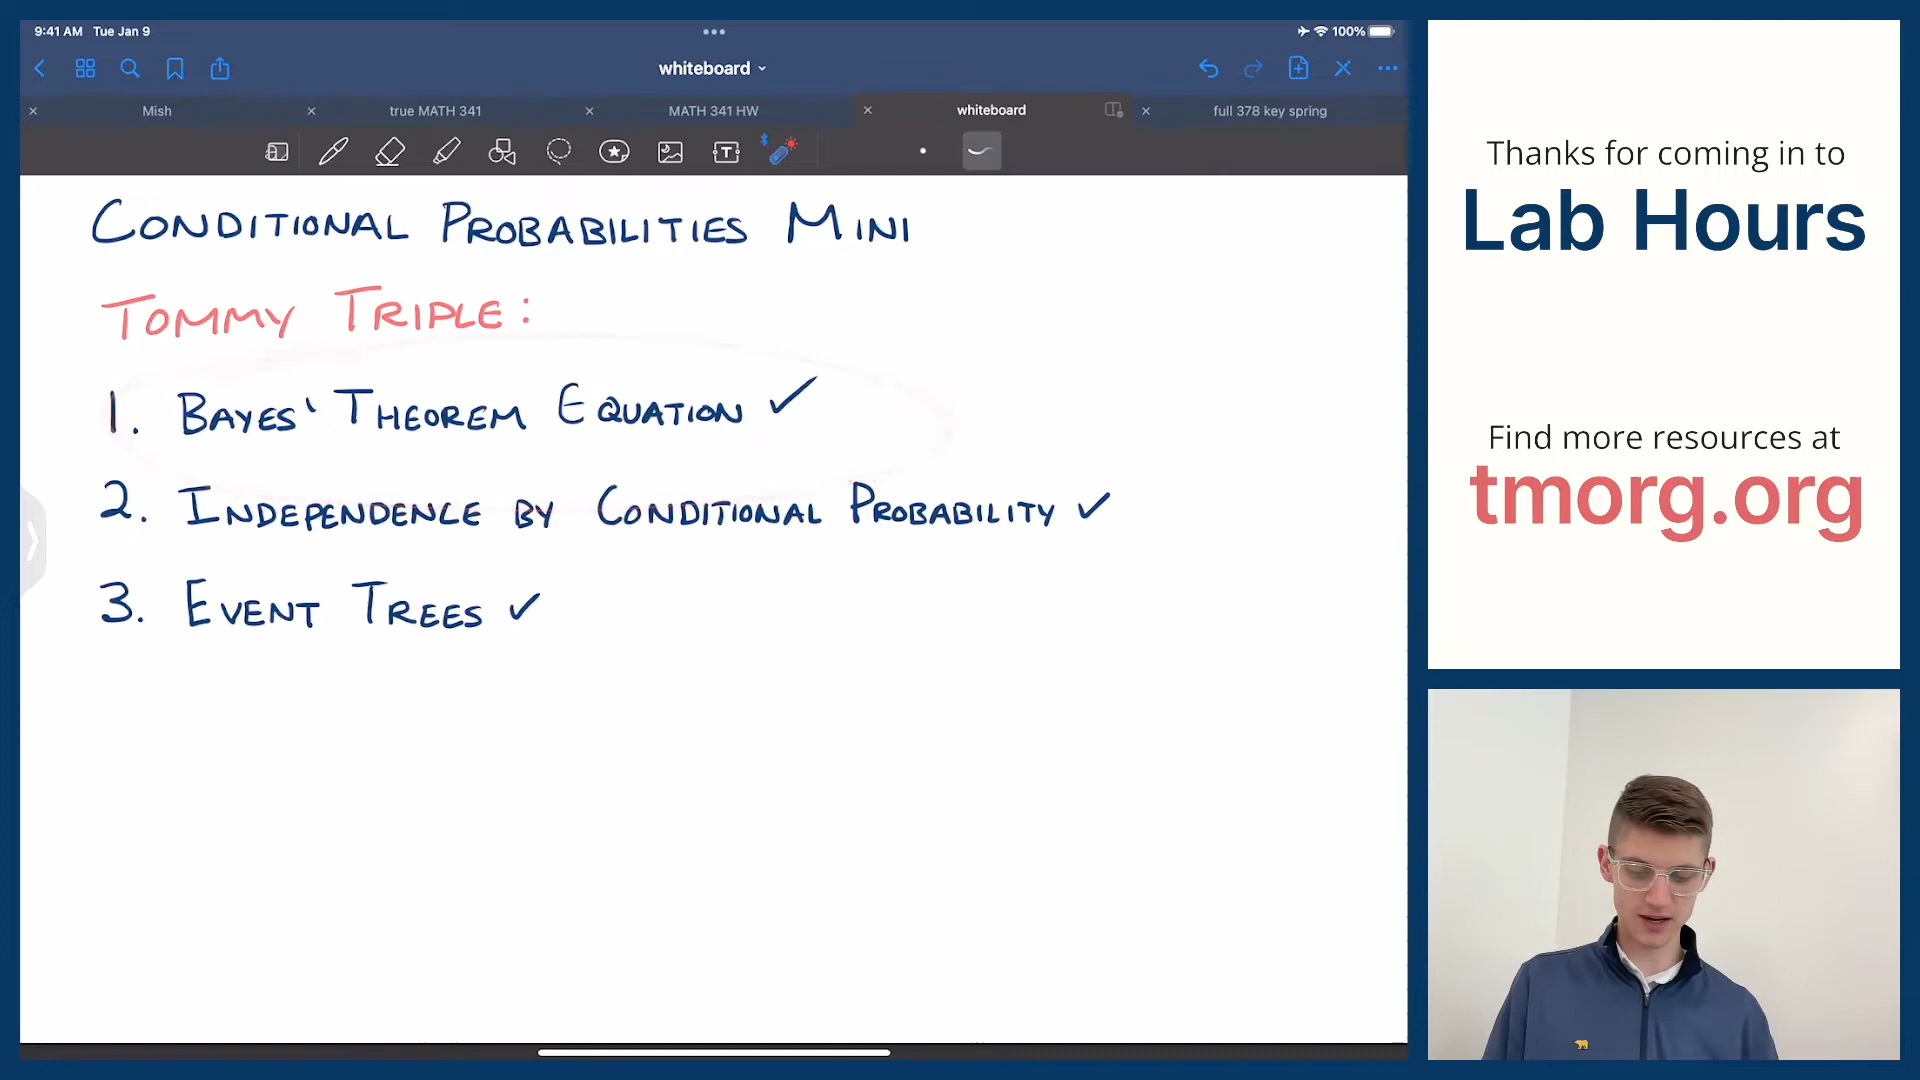 9:41 AM Tue Jan 9
100%
whiteboard
Mish
true MATH 341
MATH 341 HW
whiteboard
full 378 key spring
CONDITIONAL PROBABILITIES MINI
TOMMY TRIPLE:
1. BAYES' THEOREM EQUATION ✓
2. INDEPENDENCE BY CONDITIONAL PROBABILITY ✓
3. EVENT TREES ✓
Thanks for coming in to
Lab Hours
Find more resources at
tmorg.org